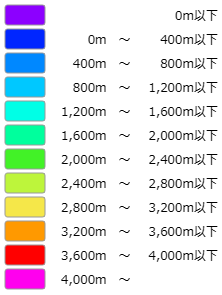 0m以下
0m ～ 400m以下
400m ～ 800m以下
800m ～ 1,200m以下
1,200m ～ 1,600m以下
1,600m ～ 2,000m以下
2,000m ～ 2,400m以下
2,400m ～ 2,800m以下
2,800m ～ 3,200m以下
3,200m ～ 3,600m以下
3,600m ～ 4,000m以下
4,000m ～